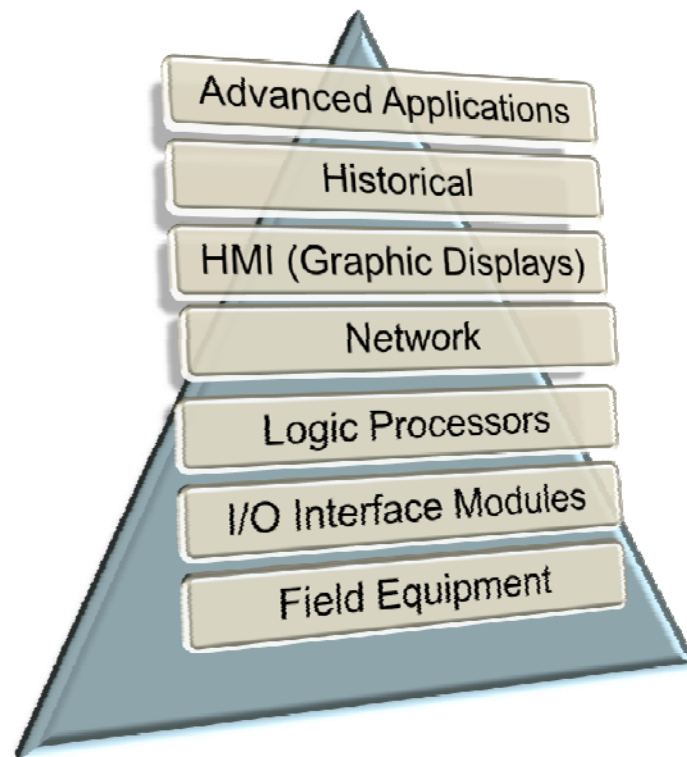 Advanced Applications
Historical
HMI (Graphic Displays)
Network
Logic Processors
I/O Interface Modules
Field Equipment